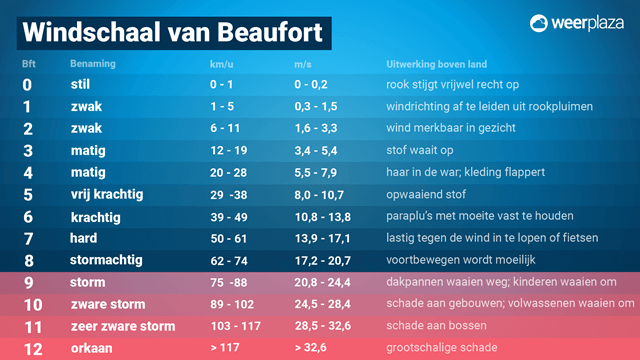 Windschaal van Beaufort
weerplaza
Bft Benaming km/u m/s Uitwerking boven land
0 stil 0 - 1 0 - 0,2 rook stijgt vrijwel recht op
1 zwak 1 - 5 0,3 - 1,5 windrichting af te leiden uit rookpluimen
2 zwak 6 - 11 1,6 - 3,3 wind merkbaar in gezicht
3 matig 12 - 19 3,4 - 5,4 stof waait op
4 matig 20 - 28 5,5 - 7,9 haar in de war; kleding flappert
5 vrij krachtig 29 -38 8,0 - 10,7 opwaaiend stof
6 krachtig 39 - 49 10,8 - 13,8 paraplu's met moeite vast te houden
7 hard 50 - 61 13,9 - 17,1 lastig tegen de wind in te lopen of fietsen
8 stormachtig 62 - 74 17,2 - 20,7 voortbewegen wordt moeilijk
9 storm 75 -88 20,8 - 24,4 dakpannen waaien weg; kinderen waaien om
10 zware storm 89 - 102 24,5 - 28,4 schade aan gebouwen; volwassenen waaien om
11 zeer zware storm 103 - 117 28,5 - 32,6 schade aan bossen
12 orkaan > 117 > 32,6 grootschalige schade